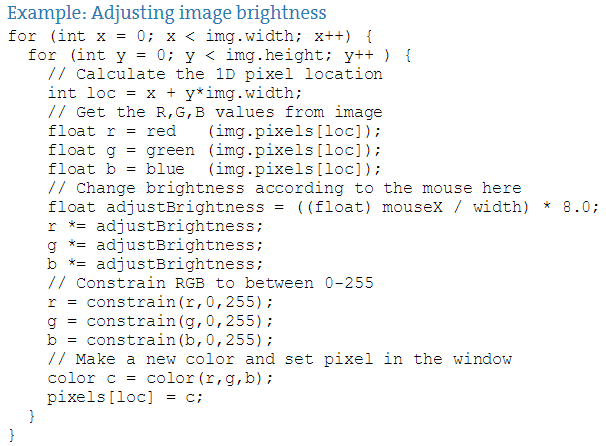 Example: Adjusting image brightness
for (int x = 0; x < img.width; x++) {
  for (int y = 0; y < img.height; y++ ) {
    // Calculate the 1D pixel location
    int loc = x + y*img.width;
    // Get the R,G,B values from image
    float r = red   (img.pixels[loc]);
    float g = green (img.pixels[loc]);
    float b = blue  (img.pixels[loc]);
    // Change brightness according to the mouse here
    float adjustBrightness = ((float) mouseX / width) * 8.0;
    r *= adjustBrightness;
    g *= adjustBrightness;
    b *= adjustBrightness;
    // Constrain RGB to between 0-255
    r = constrain(r,0,255);
    g = constrain(g,0,255);
    b = constrain(b,0,255);
    // Make a new color and set pixel in the window
    color c = color(r,g,b);
    pixels[loc] = c;
  }
}